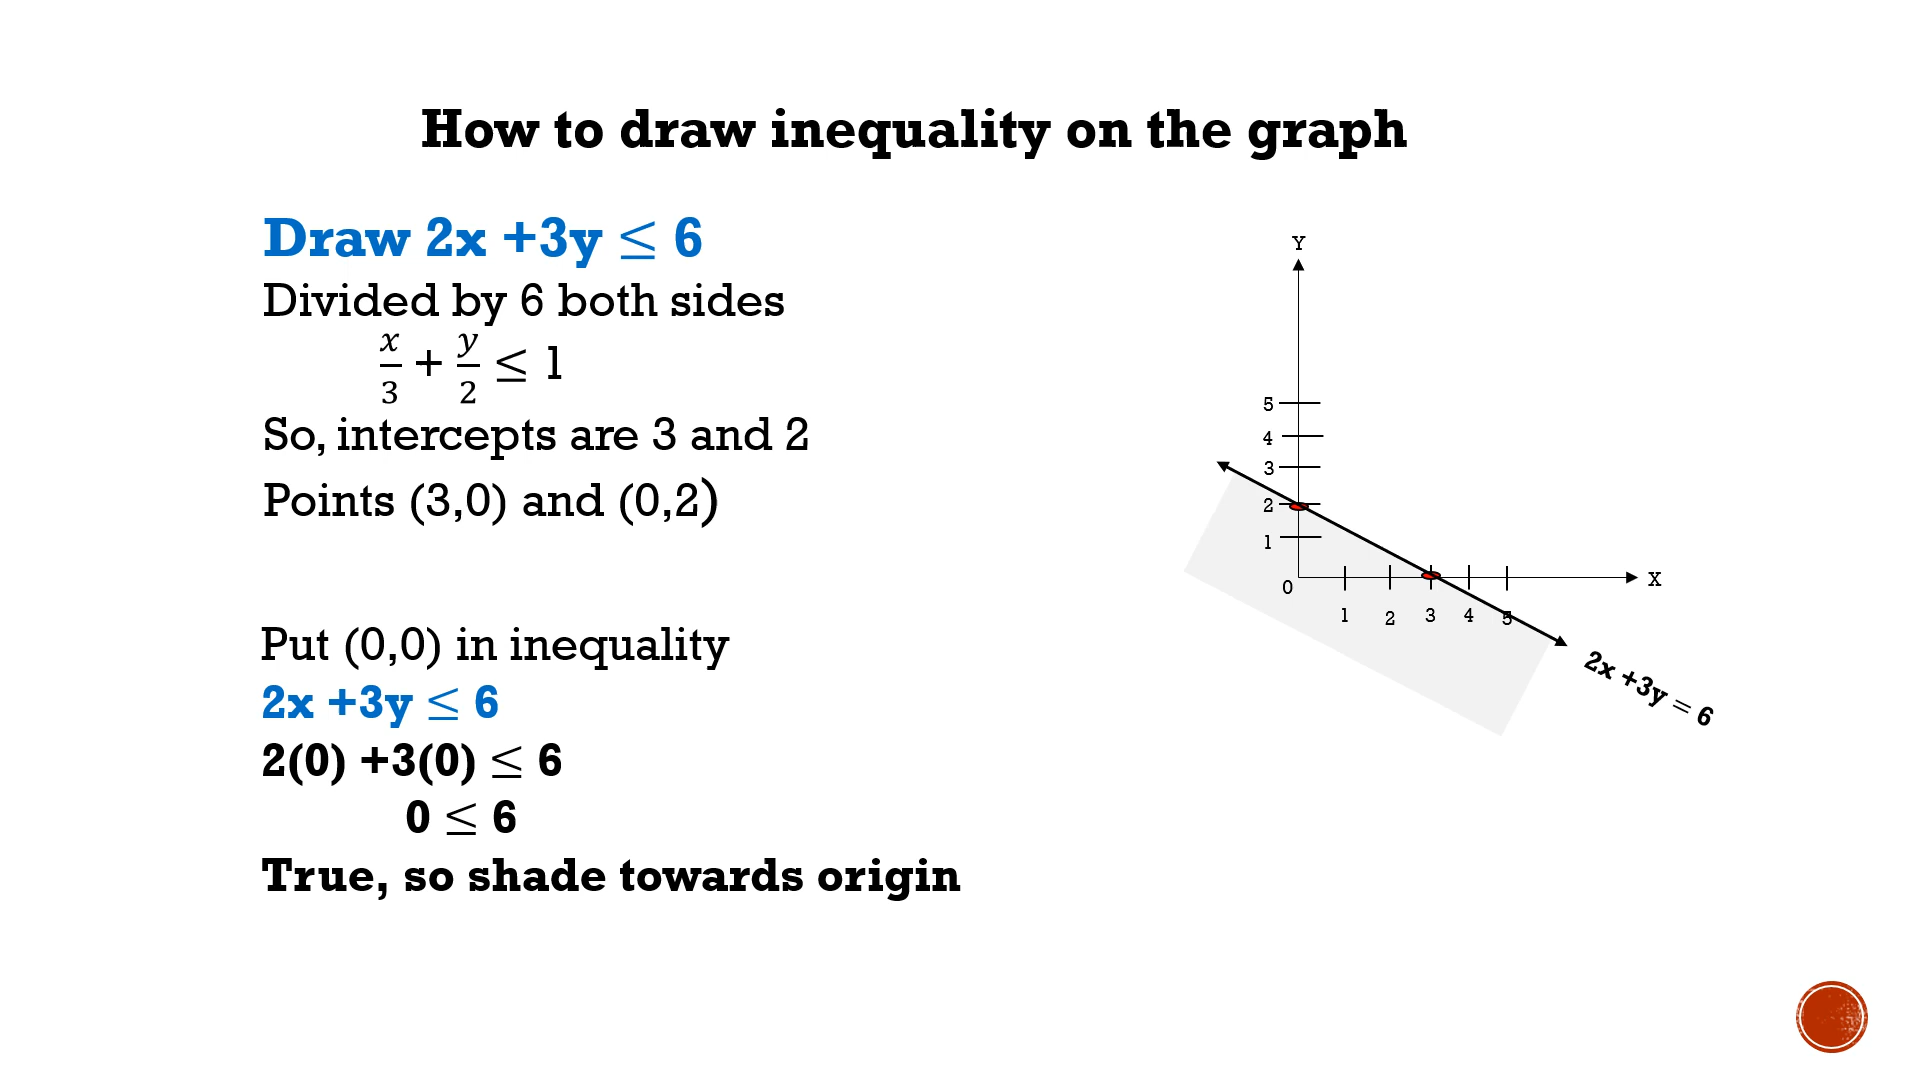 How to draw inequality on the graph
Draw 2x +3y ≤ 6
Divided by 6 both sides
x/3 + y/2 ≤ 1
So, intercepts are 3 and 2
Points (3,0) and (0,2)
Put (0,0) in inequality
2x +3y ≤ 6
2(0) +3(0) ≤ 6
0 ≤ 6
True, so shade towards origin
Y
5
4
3
2
1
0
X
1 2 3 4 5
2x +3y = 6